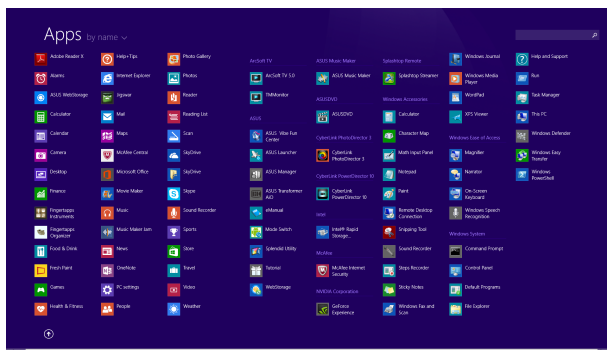 Apps by name
Adobe Reader X
Alarms
ASUS WebStorage
Calculator
Calendar
Camera
Desktop
Finance
Fingertapps Instruments
Fingertapps Organizer
Food & Drink
Fresh Paint
Games
Health & Fitness
Help+Tips
Internet Explorer
Jigswar
Mail
Maps
McAfee Central
Microsoft Office
Movie Maker
Music
Music Maker Jam
News
OneNote
PC settings
People
Photo Gallery
Photos
Reader
Reading List
Scan
SkyDrive
SkyDrive
Skype
Sound Recorder
Sports
Store
Travel
Video
Weather
ArcSoft TV
ArcSoft TV 5.0
TMMonitor
ASUS
ASUS Vibe Fun Center
ASUS Launcher
ASUS Manager
ASUS Transformer AiO
eManual
Mode Switch
Splendid Utility
Tutorial
WebStorage
ASUS Music Maker
ASUS Music Maker
ASUSDVD
ASUSDVD
CyberLink PhotoDirector 3
CyberLink PhotoDirector 3
CyberLink PowerDirector 10
CyberLink PowerDirector 10
Intel
Intel® Rapid Storage...
McAfee
McAfee Internet Security
NVIDIA Corporation
GeForce Experience
Splashtop Remote
Splashtop Streamer
Windows Accessories
Calculator
Character Map
Math Input Panel
Notepad
Paint
Remote Desktop Connection
Snipping Tool
Sound Recorder
Steps Recorder
Sticky Notes
Windows Fax and Scan
Windows Journal
Windows Media Player
WordPad
XPS Viewer
Windows Ease of Access
Magnifier
Narrator
On-Screen Keyboard
Windows Speech Recognition
Windows System
Command Prompt
Control Panel
Default Programs
File Explorer
Help and Support
Run
Task Manager
This PC
Windows Defender
Windows Easy Transfer
Windows PowerShell